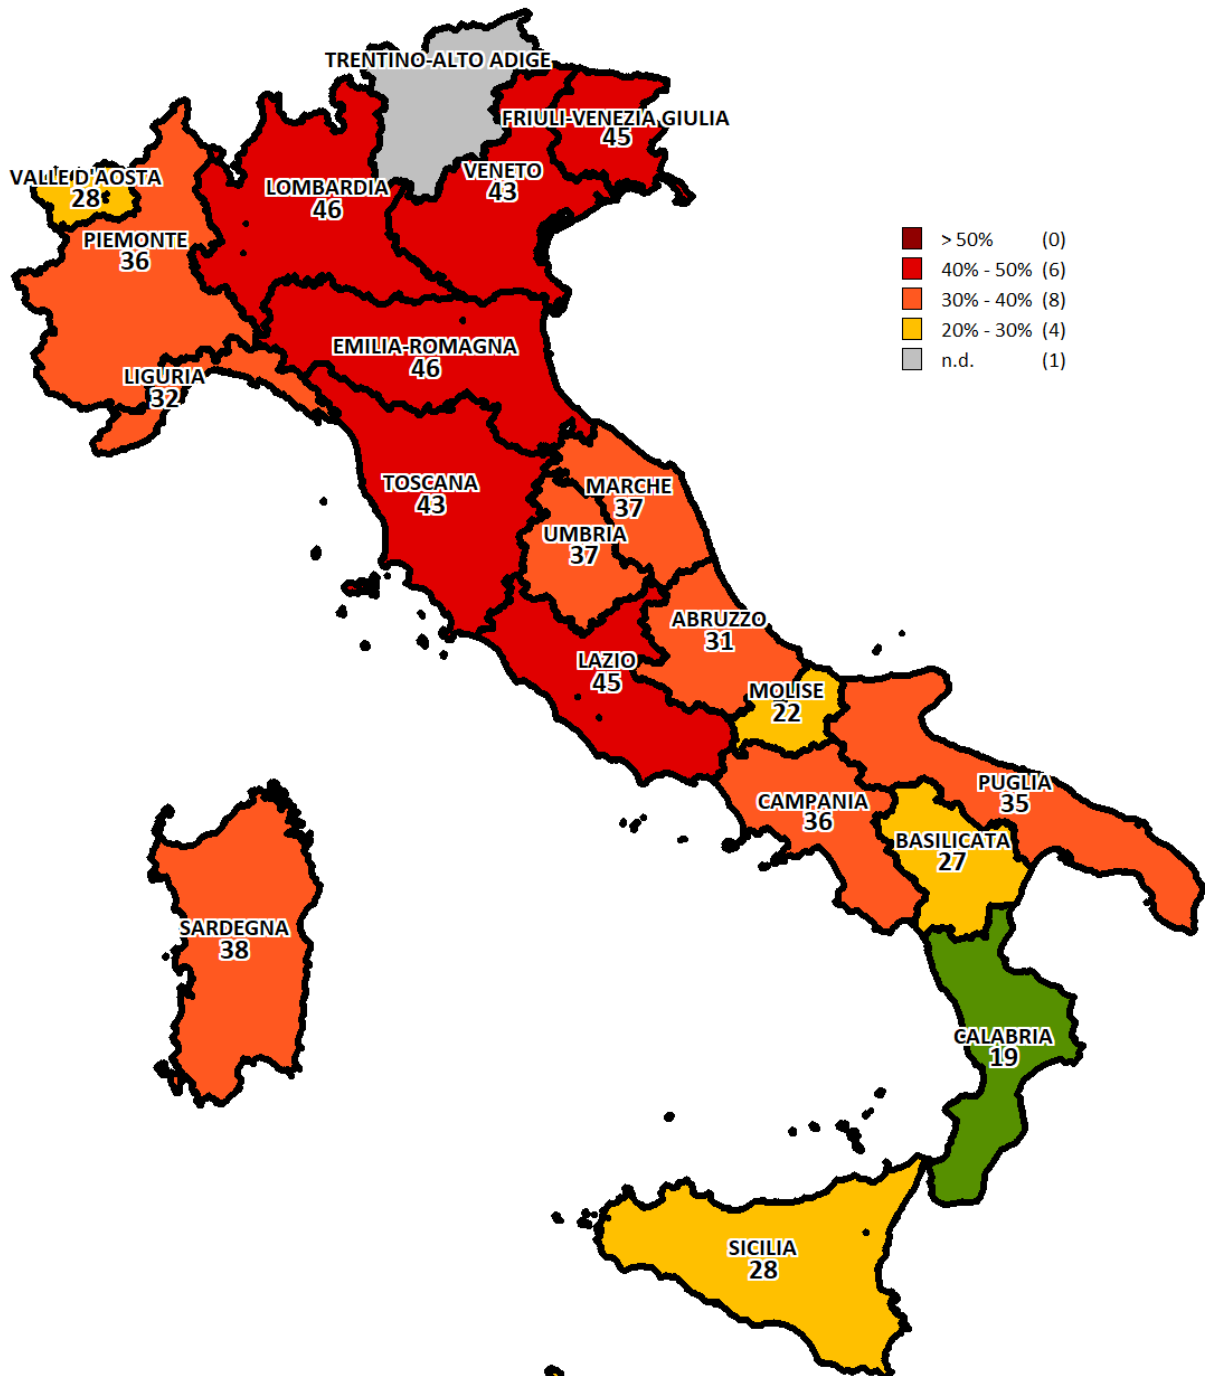 TRENTINO-ALTO ADIGE
FRIULI-VENEZIA GIULIA
45
VALLE D'AOSTA
28
LOMBARDIA
46
VENETO
43
PIEMONTE
36
> 50% (0)
40% - 50% (6)
30% - 40% (8)
20% - 30% (4)
n.d. (1)
EMILIA-ROMAGNA
46
LIGURIA
32
TOSCANA
43
MARCHE
37
UMBRIA
37
ABRUZZO
31
LAZIO
45
MOLISE
22
PUGLIA
35
CAMPANIA
36
BASILICATA
27
SARDEGNA
38
CALABRIA
19
SICILIA
28